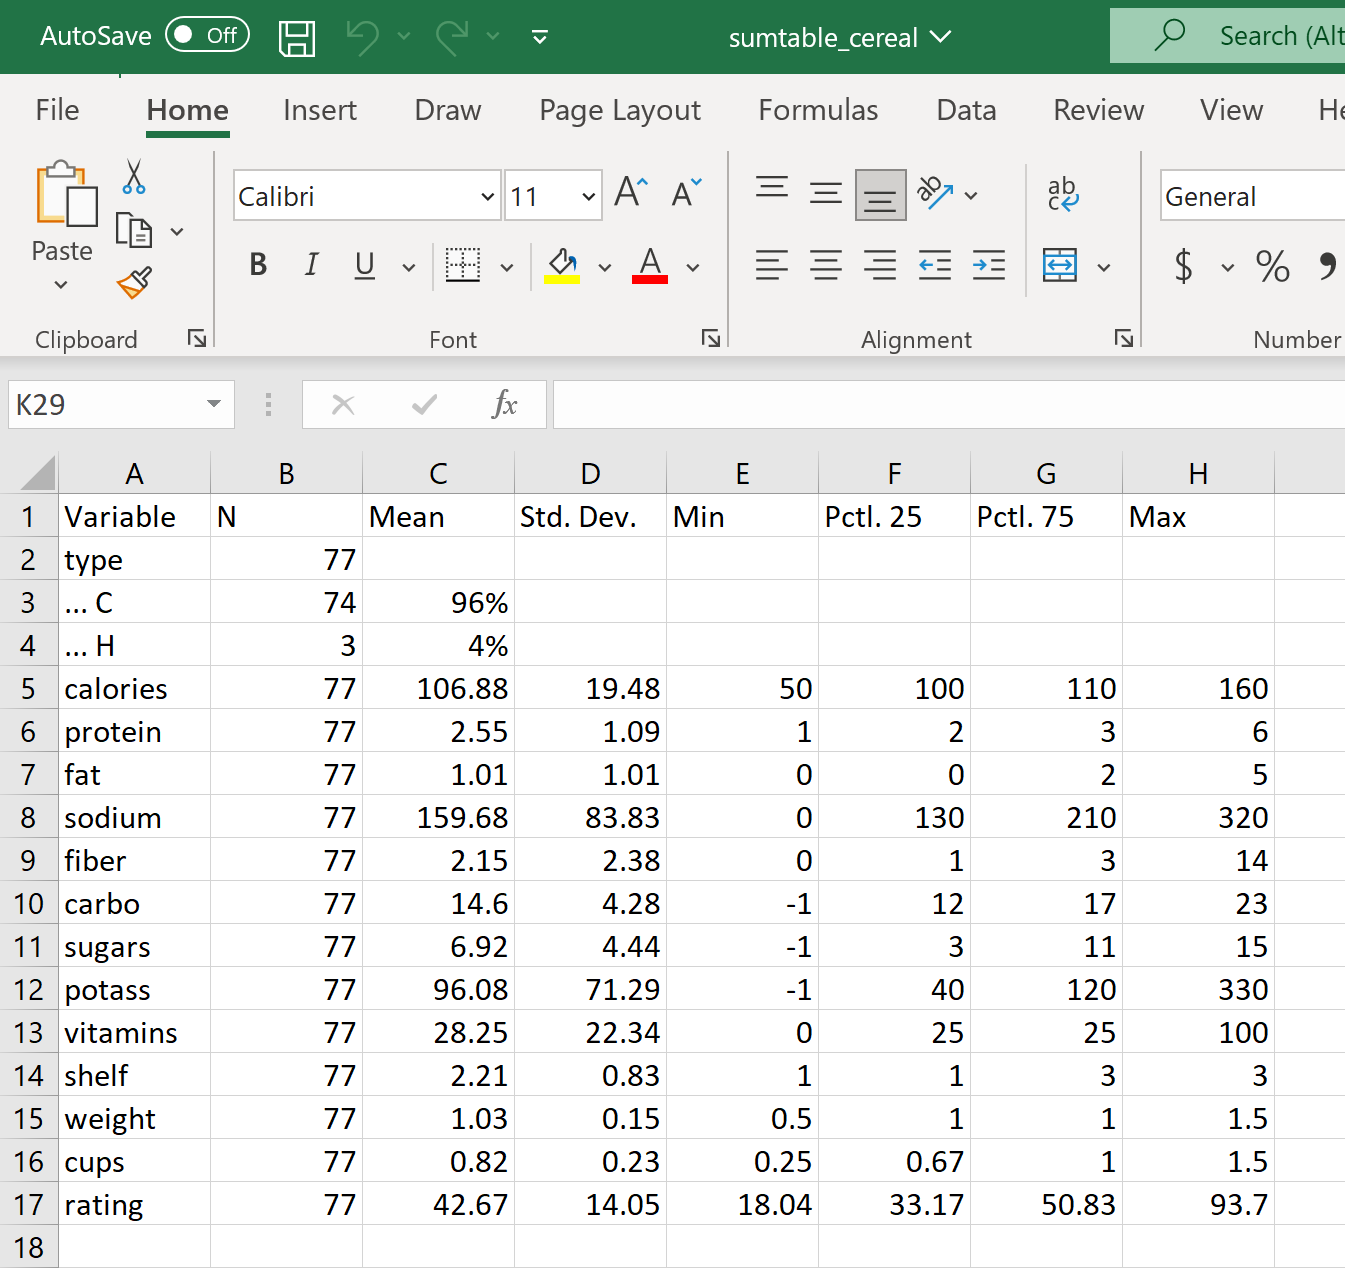 AutoSave Off sumtable_cereal Search (Alt
File Home Insert Draw Page Layout Formulas Data Review View He
Calibri 11 A A ab ab c General
Paste B I U A $ % ,
Clipboard Font Alignment Number
K29 fx
A B C D E F G H
1 Variable N Mean Std. Dev. Min Pctl. 25 Pctl. 75 Max
2 type 77
3 ... C 74 96%
4 ... H 3 4%
5 calories 77 106.88 19.48 50 100 110 160
6 protein 77 2.55 1.09 1 2 3 6
7 fat 77 1.01 1.01 0 0 2 5
8 sodium 77 159.68 83.83 0 130 210 320
9 fiber 77 2.15 2.38 0 1 3 14
10 carbo 77 14.6 4.28 -1 12 17 23
11 sugars 77 6.92 4.44 -1 3 11 15
12 potass 77 96.08 71.29 -1 40 120 330
13 vitamins 77 28.25 22.34 0 25 25 100
14 shelf 77 2.21 0.83 1 1 3 3
15 weight 77 1.03 0.15 0.5 1 1 1.5
16 cups 77 0.82 0.23 0.25 0.67 1 1.5
17 rating 77 42.67 14.05 18.04 33.17 50.83 93.7
18